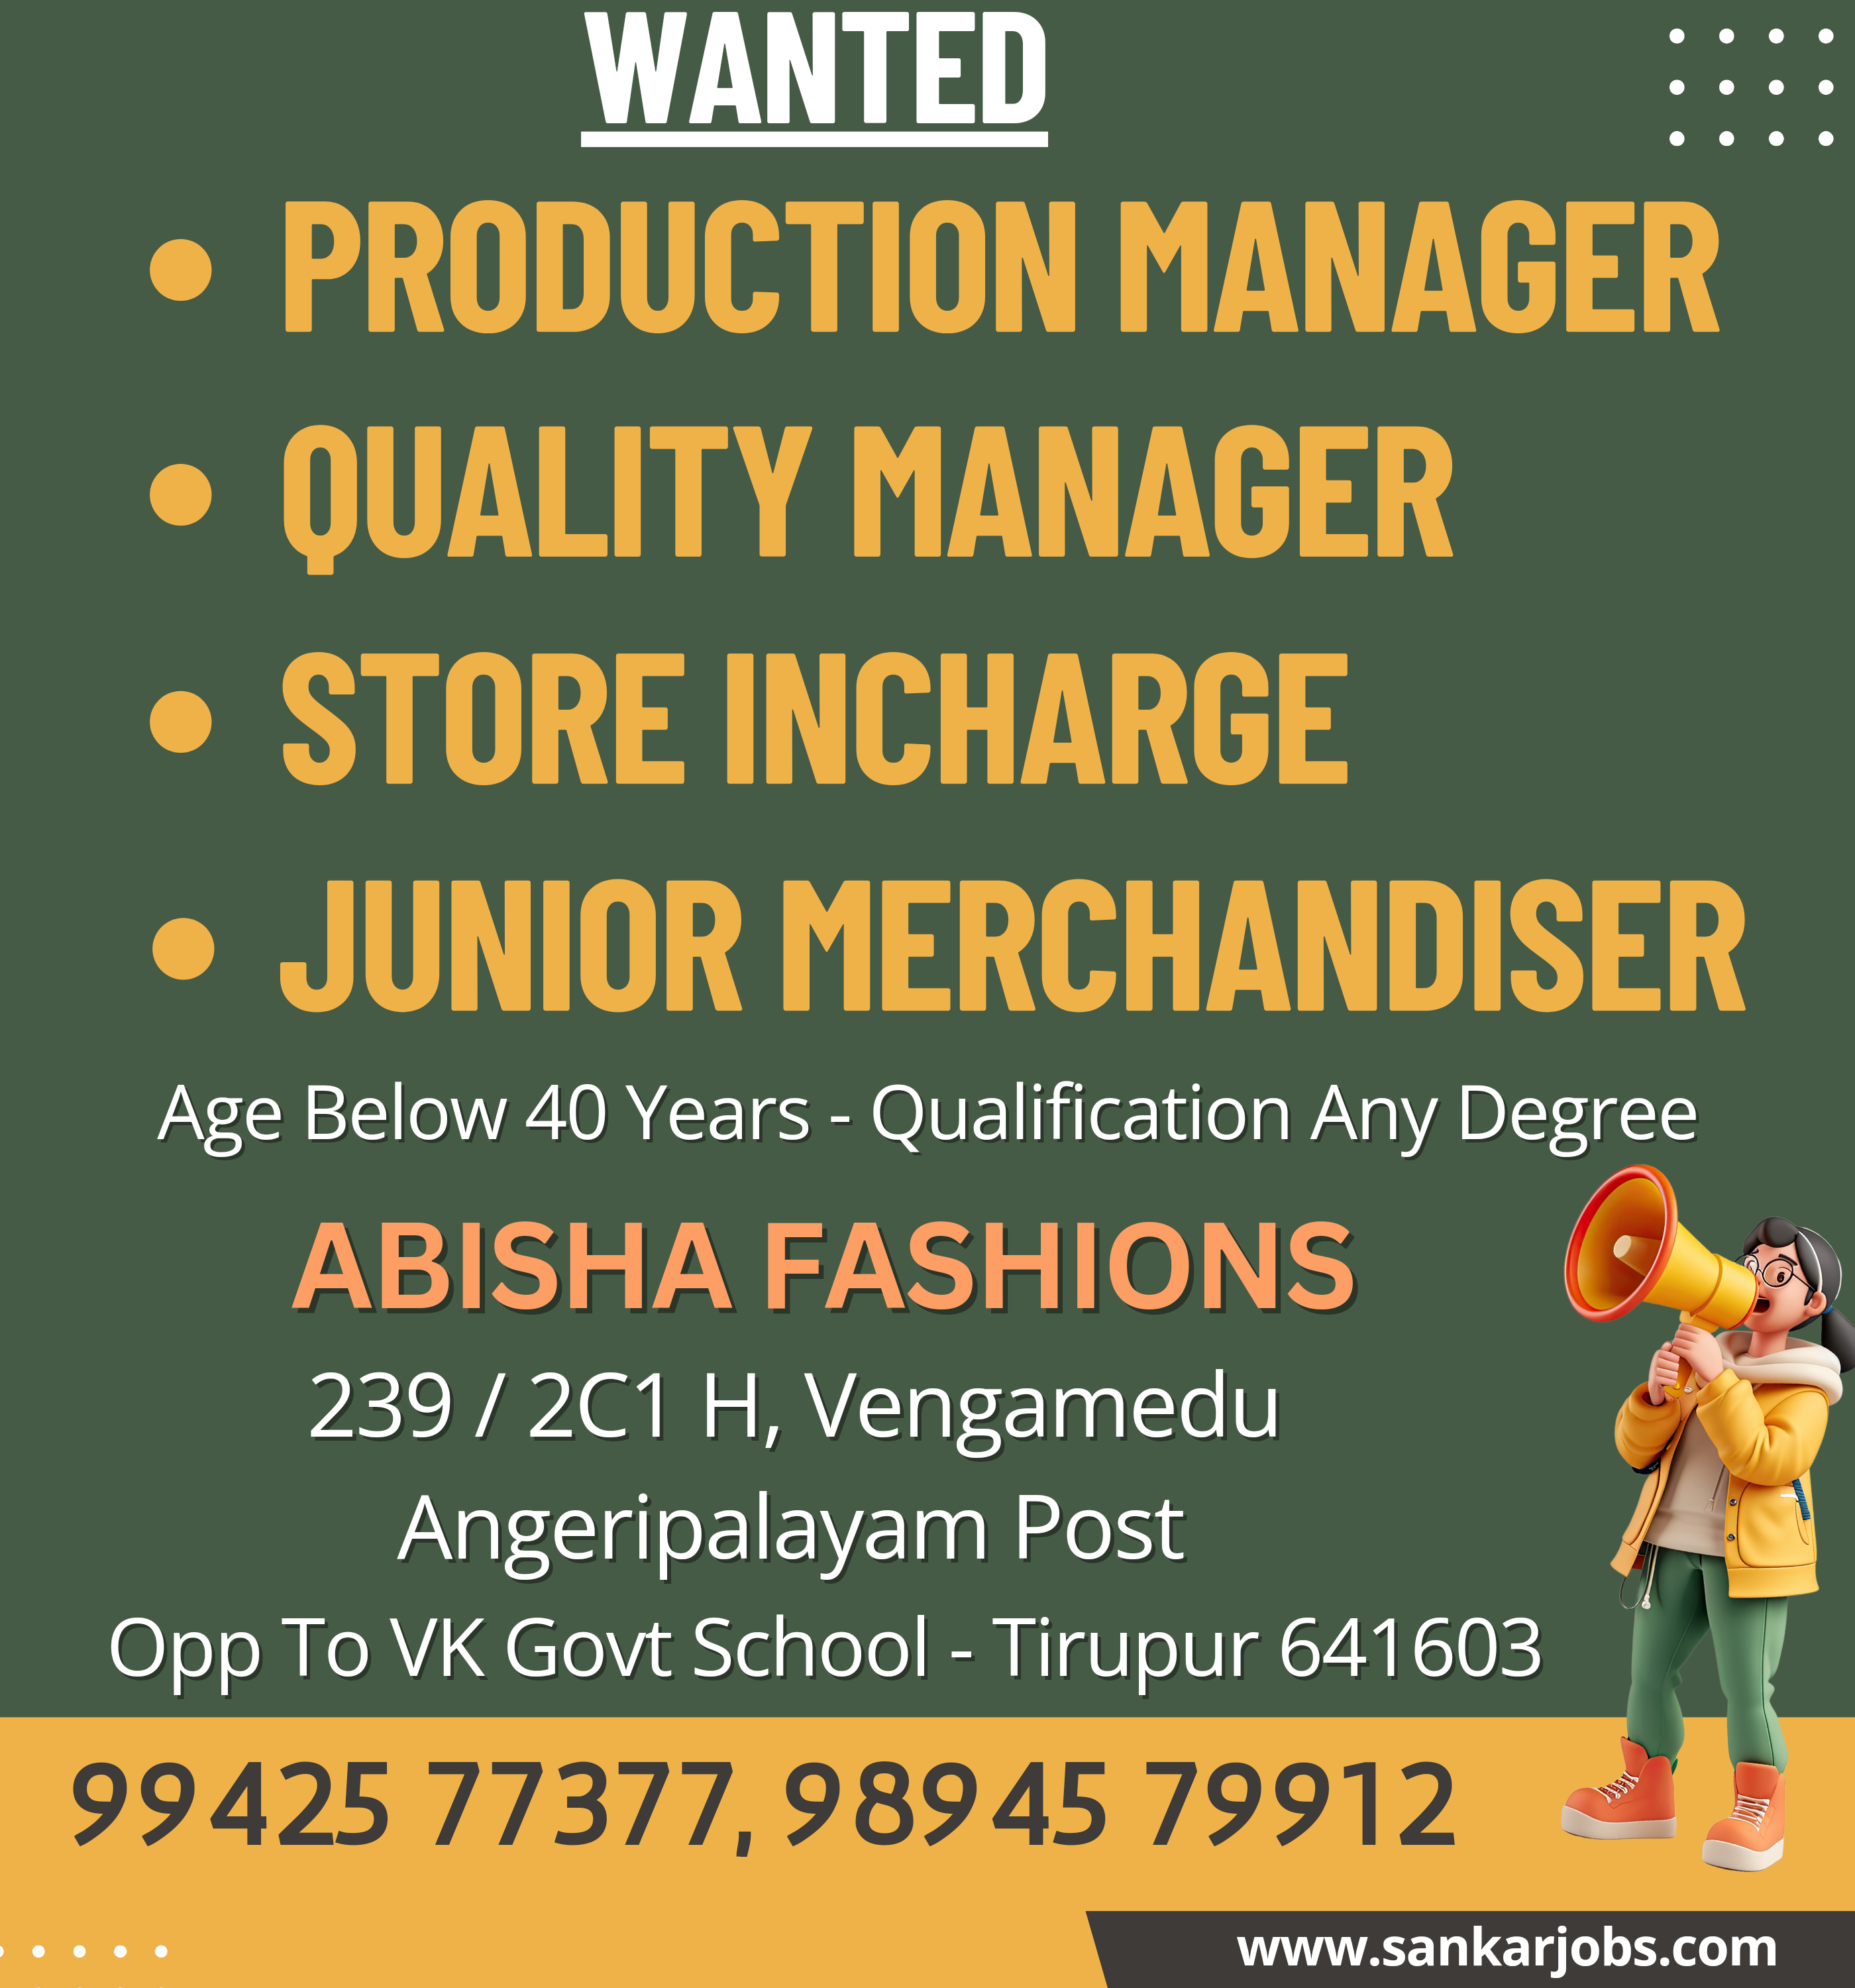 WANTED
• PRODUCTION MANAGER
• QUALITY MANAGER
• STORE INCHARGE
• JUNIOR MERCHANDISER
Age Below 40 Years - Qualification Any Degree
ABISHA FASHIONS
239 / 2C1 H, Vengamedu
Angeripalayam Post
Opp To VK Govt School - Tirupur 641603
99425 77377, 98945 79912
www.sankarjobs.com